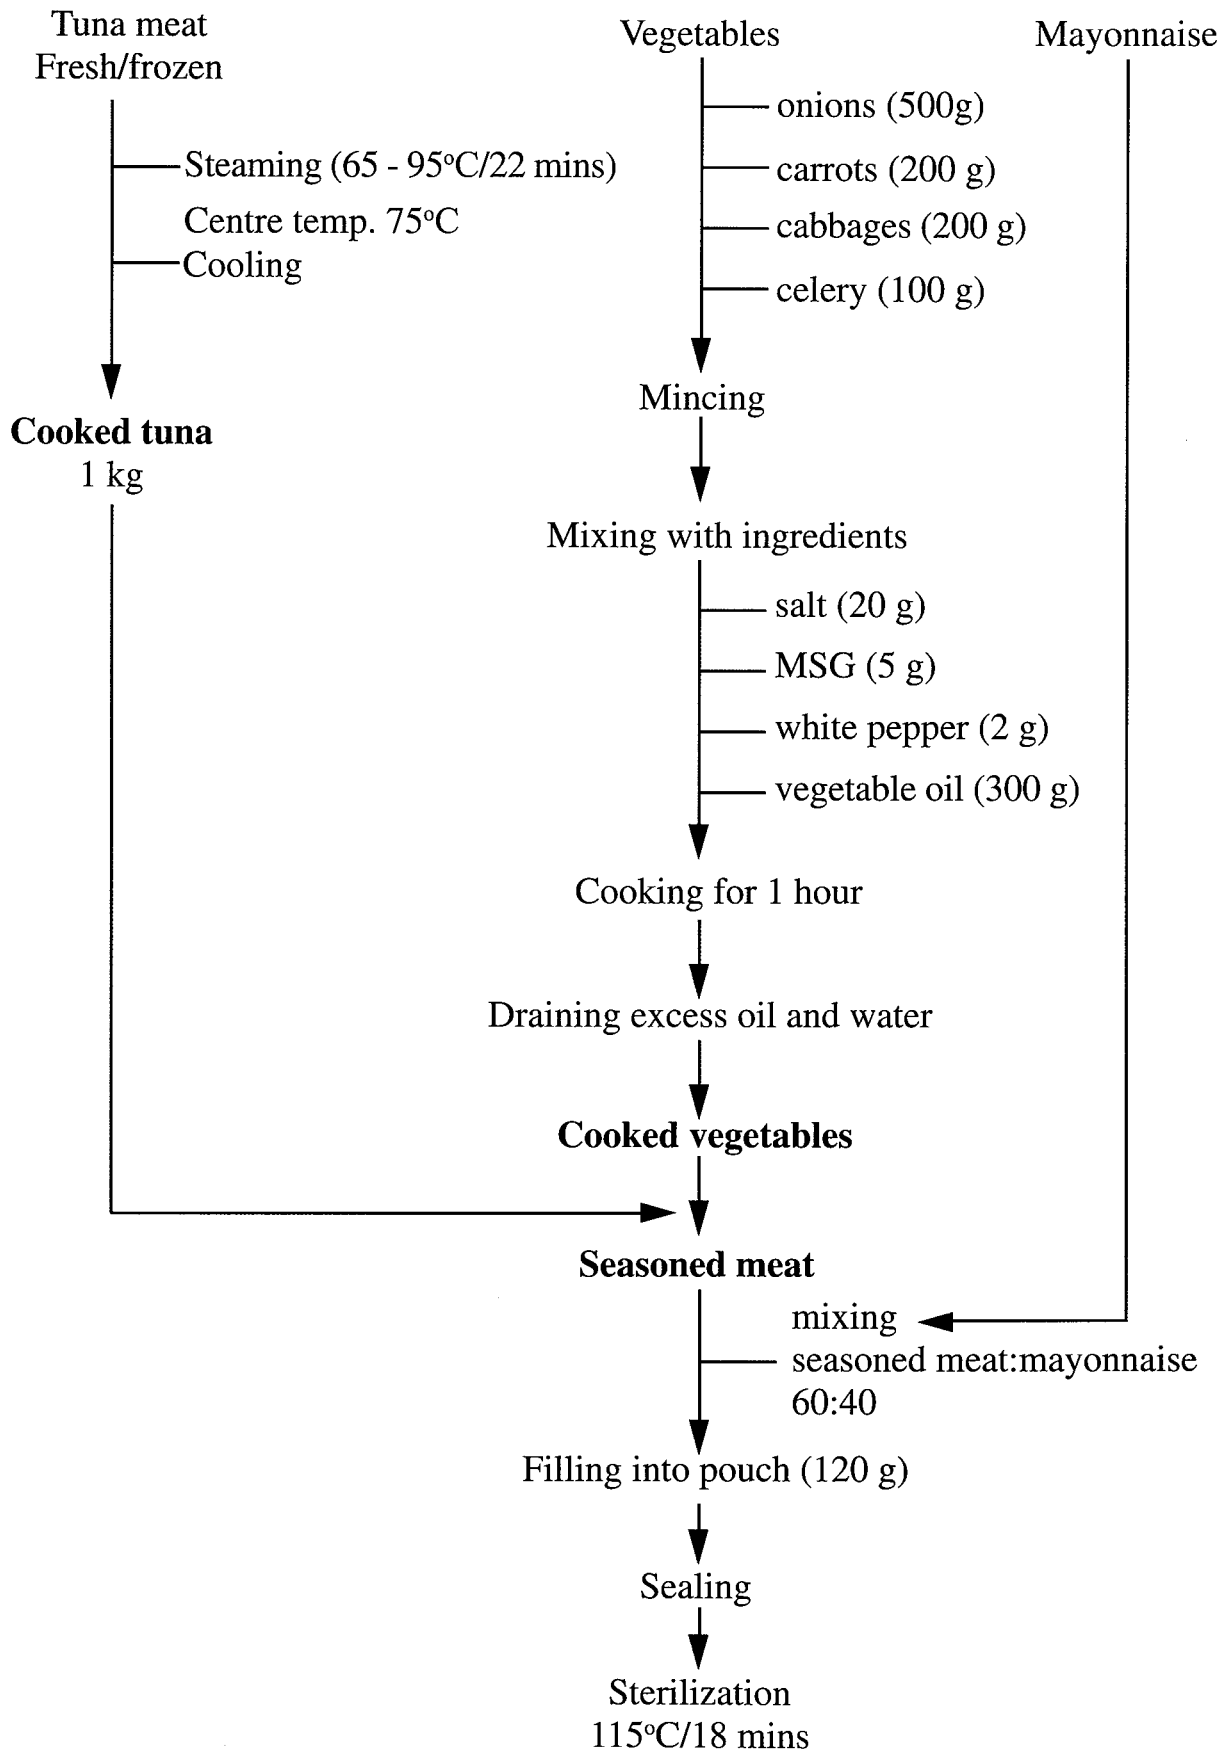 Tuna meat
Fresh/frozen
Steaming (65 - 95°C/22 mins)
Centre temp. 75°C
Cooling
Cooked tuna
1 kg
Vegetables
onions (500g)
carrots (200 g)
cabbages (200 g)
celery (100 g)
Mincing
Mixing with ingredients
salt (20 g)
MSG (5 g)
white pepper (2 g)
vegetable oil (300 g)
Cooking for 1 hour
Draining excess oil and water
Cooked vegetables
Seasoned meat
Mayonnaise
mixing
seasoned meat:mayonnaise
60:40
Filling into pouch (120 g)
Sealing
Sterilization
115°C/18 mins